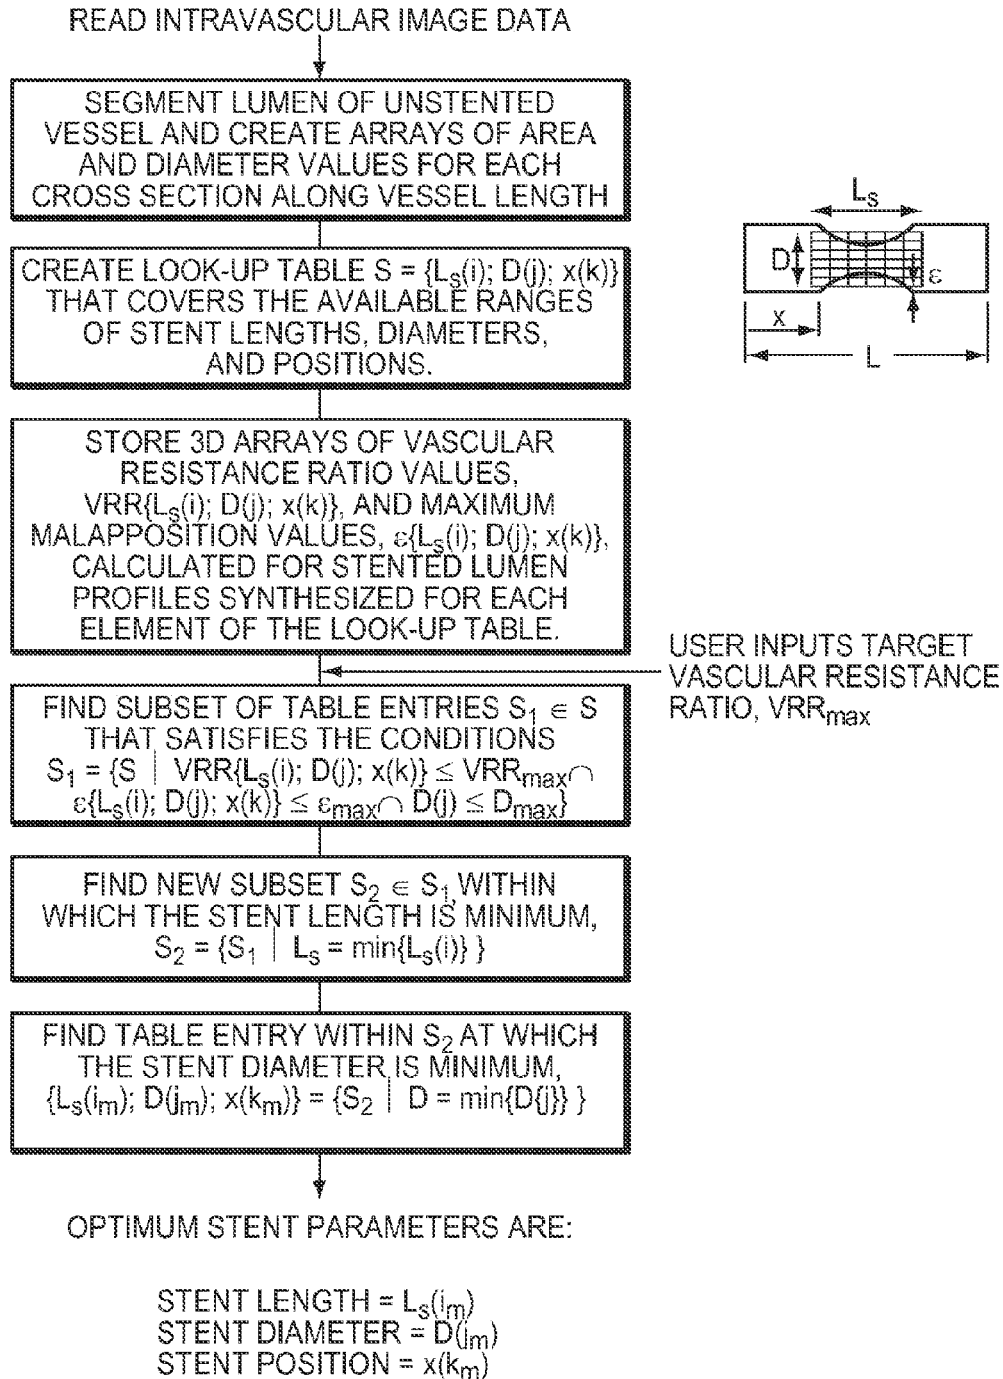 READ INTRAVASCULAR IMAGE DATA
SEGMENT LUMEN OF UNSTENTED
VESSEL AND CREATE ARRAYS OF AREA
AND DIAMETER VALUES FOR EACH
CROSS SECTION ALONG VESSEL LENGTH
CREATE LOOK-UP TABLE S = {Lₛ(i); D(j); x(k)}
THAT COVERS THE AVAILABLE RANGES
OF STENT LENGTHS, DIAMETERS,
AND POSITIONS.
Lₛ
D
ε
x
L
STORE 3D ARRAYS OF VASCULAR
RESISTANCE RATIO VALUES,
VRR{Lₛ(i); D(j); x(k)}, AND MAXIMUM
MALAPPOSITION VALUES, ε{Lₛ(i); D(j); x(k)},
CALCULATED FOR STENTED LUMEN
PROFILES SYNTHESIZED FOR EACH
ELEMENT OF THE LOOK-UP TABLE.
USER INPUTS TARGET
VASCULAR RESISTANCE
RATIO, VRRₘₐₓ
FIND SUBSET OF TABLE ENTRIES S₁ ∈ S
THAT SATISFIES THE CONDITIONS
S₁ = {S | VRR{Lₛ(i); D(j); x(k)} ≤ VRRₘₐₓ∩
ε{Lₛ(i); D(j); x(k)} ≤ εₘₐₓ∩ D(j) ≤ Dₘₐₓ}
FIND NEW SUBSET S₂ ∈ S₁, WITHIN
WHICH THE STENT LENGTH IS MINIMUM,
S₂ = {S₁ | Lₛ = min{Lₛ(i)} }
FIND TABLE ENTRY WITHIN S₂ AT WHICH
THE STENT DIAMETER IS MINIMUM,
{Lₛ(iₘ); D(jₘ); x(kₘ)} = {S₂ | D = min{D{j}} }
OPTIMUM STENT PARAMETERS ARE:
STENT LENGTH = Lₛ(iₘ)
STENT DIAMETER = D(jₘ)
STENT POSITION = x(kₘ)